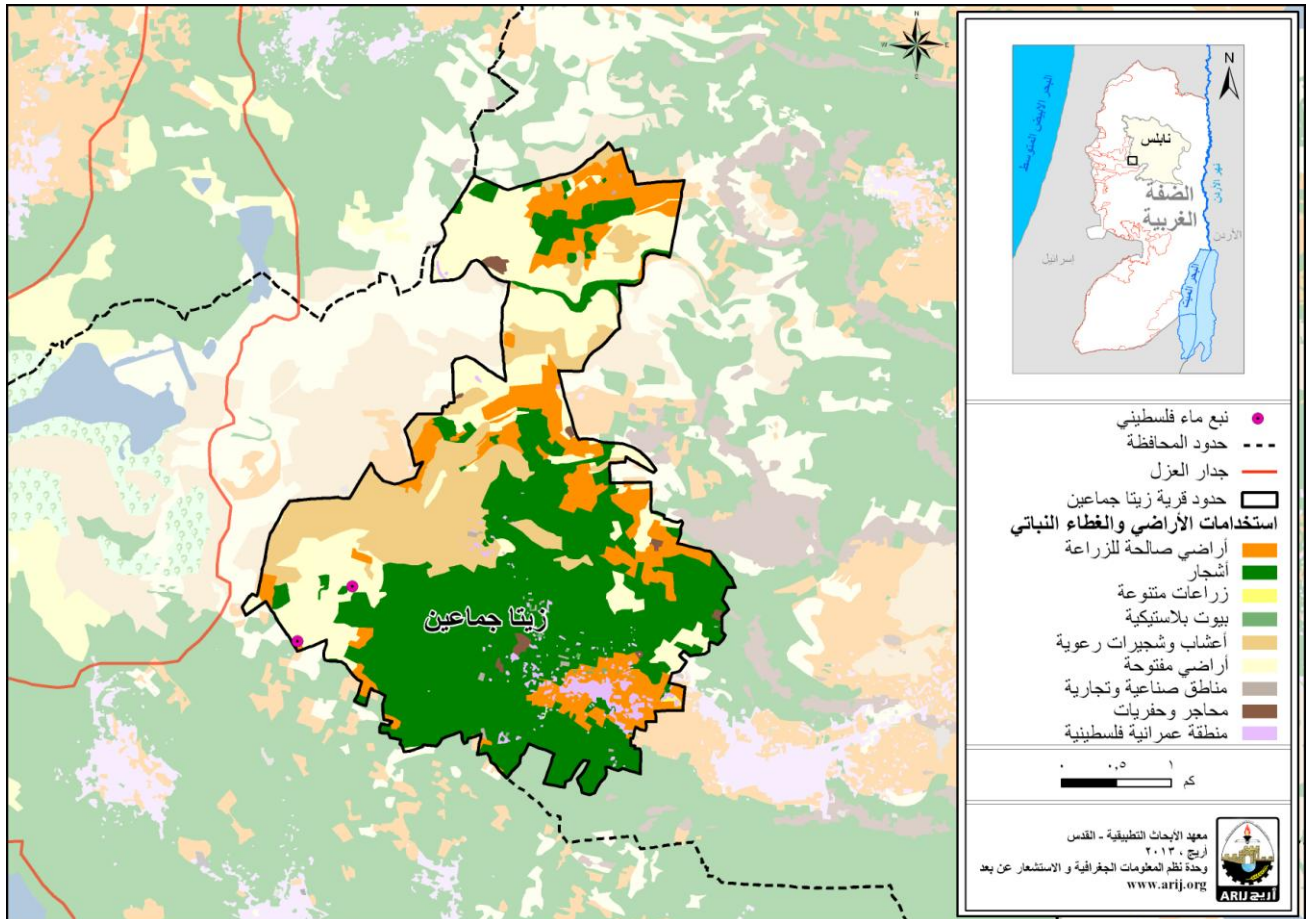 N
W
E
S
زيتا جماعين
N
البحر الابيض المتوسط
نابلس
الضفة
الغربية
نهر الاردن
الأردن
إسرائيل
البحر الميت
نبع ماء فلسطيني
حدود المحافظة
جدار العزل
حدود قرية زيتا جماعين
استخدامات الأراضي والغطاء النباتي
أراضي صالحة للزراعة
أشجار
زراعات متنوعة
بيوت بلاستيكية
أعشاب وشجيرات رعوية
أراضي مفتوحة
مناطق صناعية وتجارية
محاجر وحفريات
منطقة عمرانية فلسطينية
٠ ٠,٥ ١
كم
معهد الأبحاث التطبيقية - القدس
أريج ، ٢٠١٣
وحدة نظم المعلومات الجغرافية و الاستشعار عن بعد
www.arij.org
أريج ARIJ